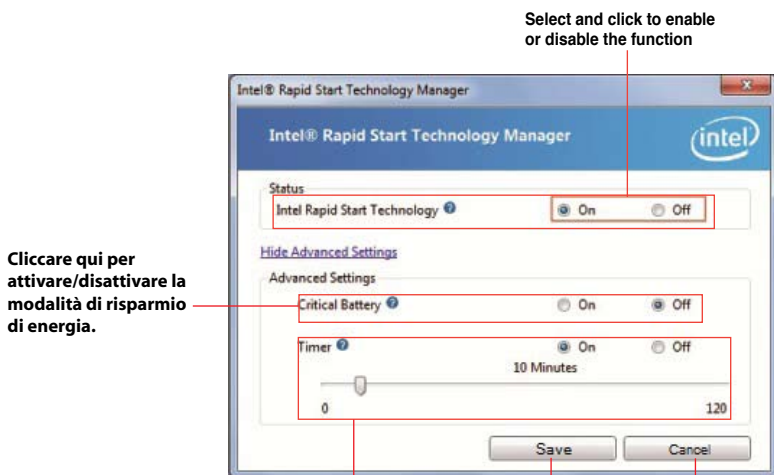 Select and click to enable
or disable the function
Intel® Rapid Start Technology Manager
Intel® Rapid Start Technology Manager
intel
Status
Intel Rapid Start Technology ?
On
Off
Hide Advanced Settings
Advanced Settings
Cliccare qui per
attivare/disattivare la
modalità di risparmio
di energia.
Critical Battery ?
On
Off
Timer ?
On
Off
10 Minutes
0
120
Save
Cancel